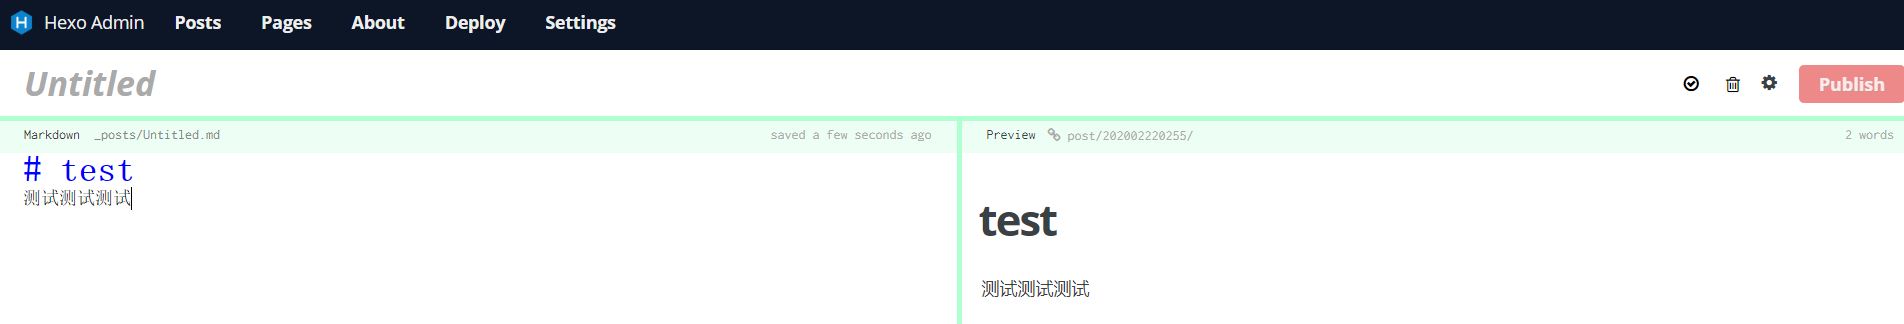 Hexo Admin Posts Pages About Deploy Settings
Untitled Publish
Markdown _posts/Untitled.md saved a few seconds ago
# test
测试测试测试
Preview post/202002220255/ 2 words
test
测试测试测试